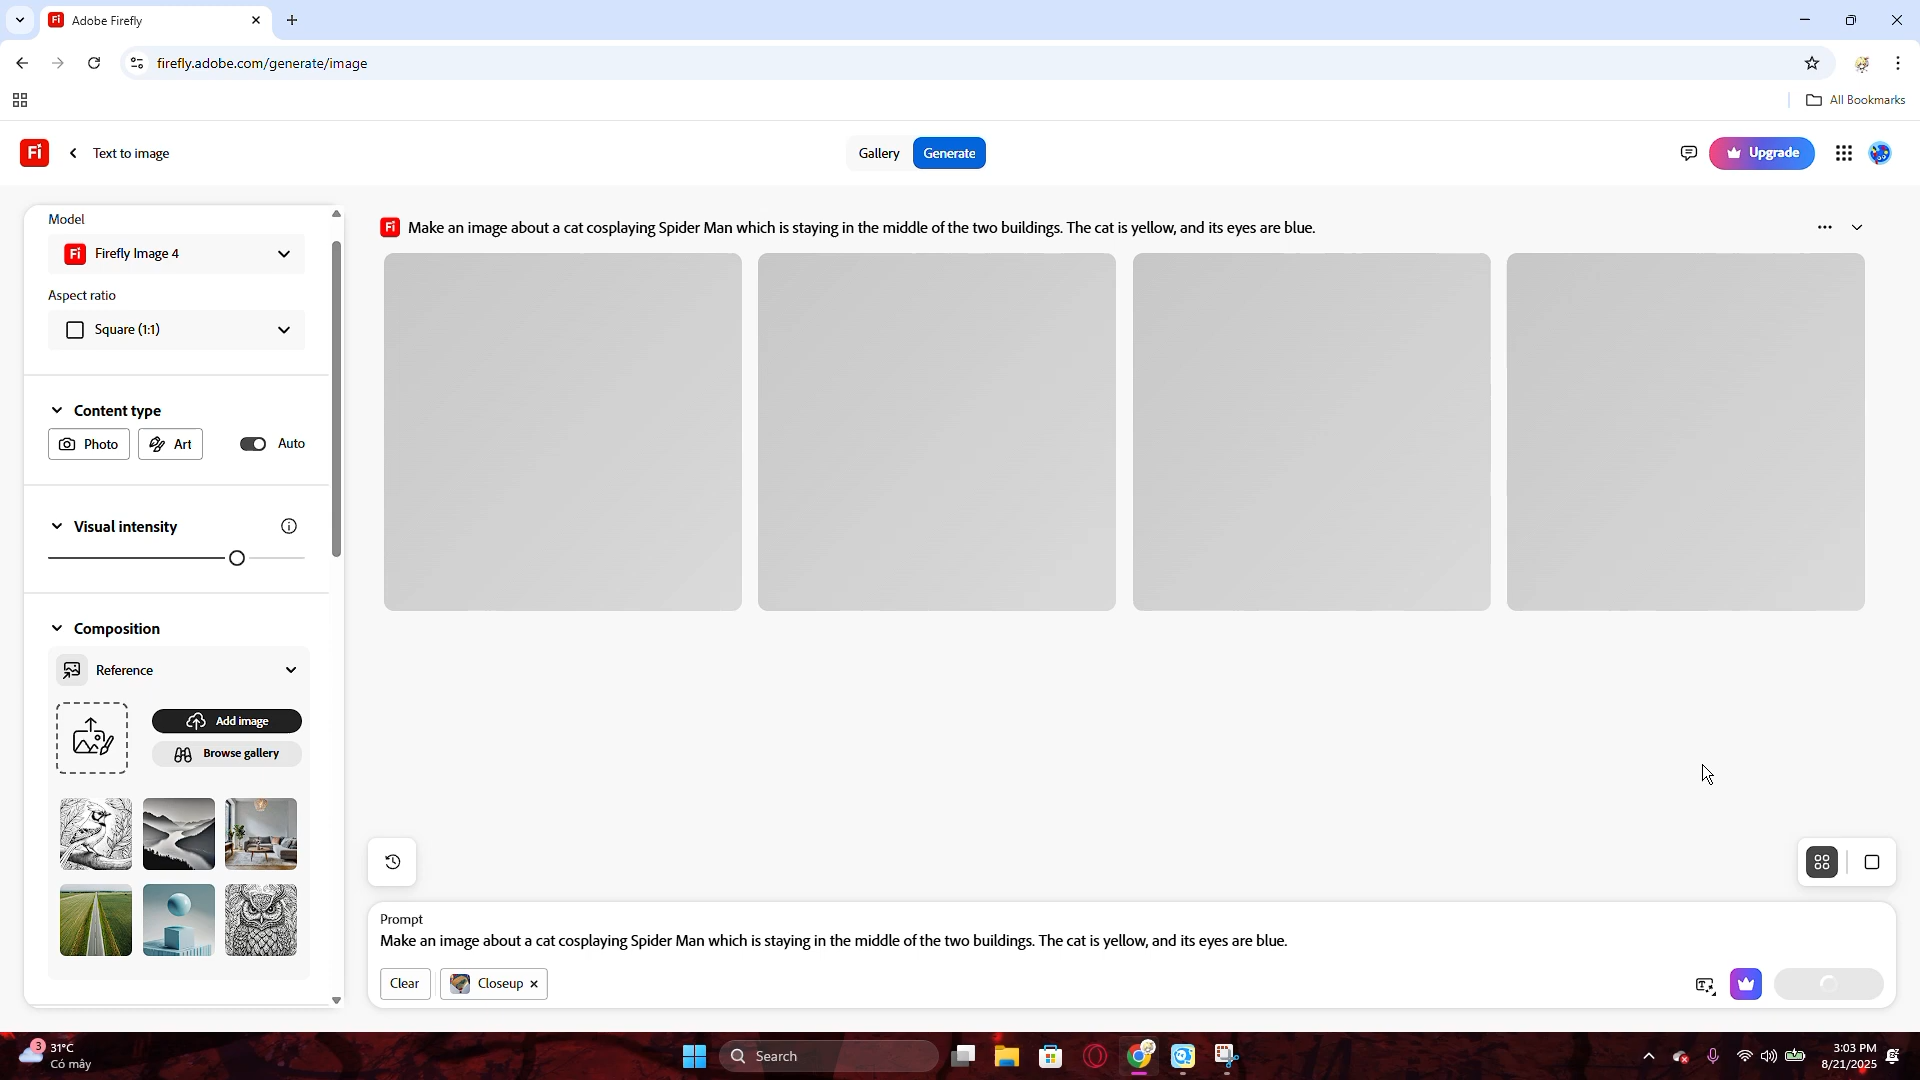 Adobe Firefly
firefly.adobe.com/generate/image
All Bookmarks
Fi
Text to image
Gallery
Generate
Upgrade
Model
Fi
Firefly Image 4
Aspect ratio
Square (1:1)
Content type
Photo
Art
Auto
Visual intensity
Composition
Reference
Add image
Browse gallery
Fi
Make an image about a cat cosplaying Spider Man which is staying in the middle of the two buildings. The cat is yellow, and its eyes are blue.
Prompt
Make an image about a cat cosplaying Spider Man which is staying in the middle of the two buildings. The cat is yellow, and its eyes are blue.
Clear
Closeup
3
31°C
Có mây
Search
3:03 PM
8/21/2025